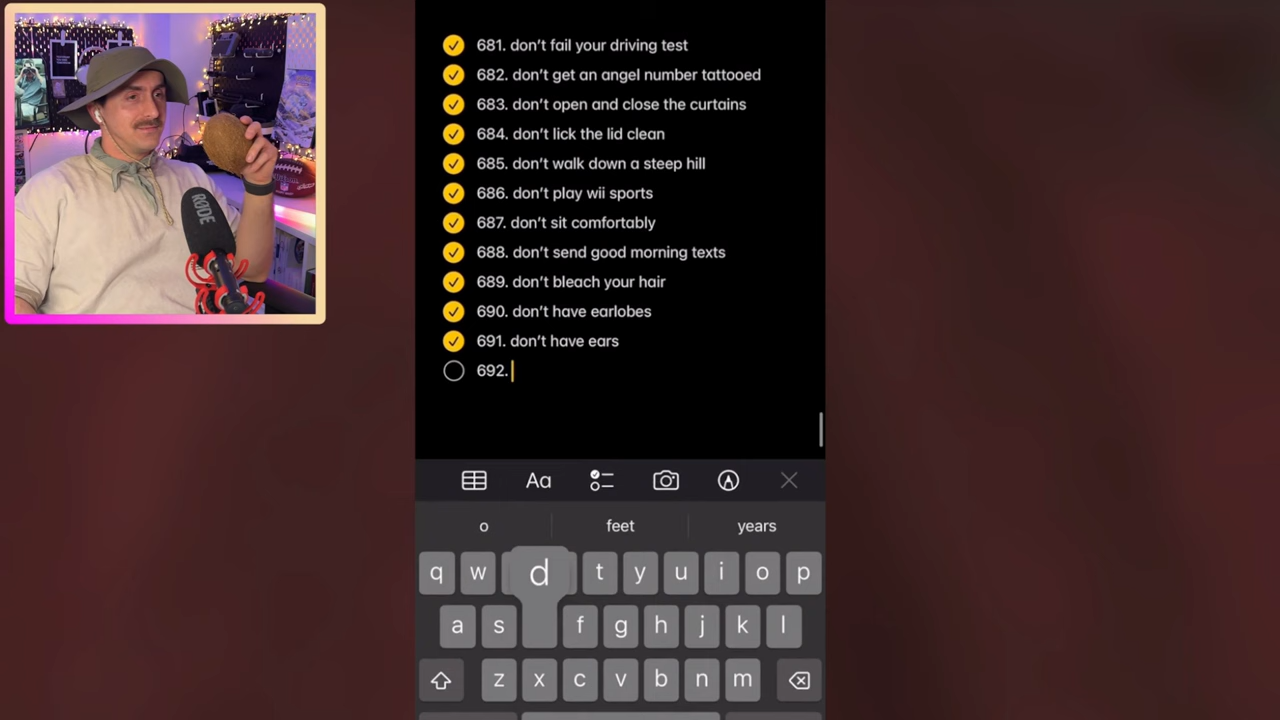 681. don't fail your driving test
682. don't get an angel number tattooed
683. don't open and close the curtains
684. don't lick the lid clean
685. don't walk down a steep hill
686. don't play wii sports
687. don't sit comfortably
688. don't send good morning texts
689. don't bleach your hair
690. don't have earlobes
691. don't have ears
692.
Aa
o feet years
q w d t y u i o p
a s f g h j k l
z x c v b n m
RØDE
NFL